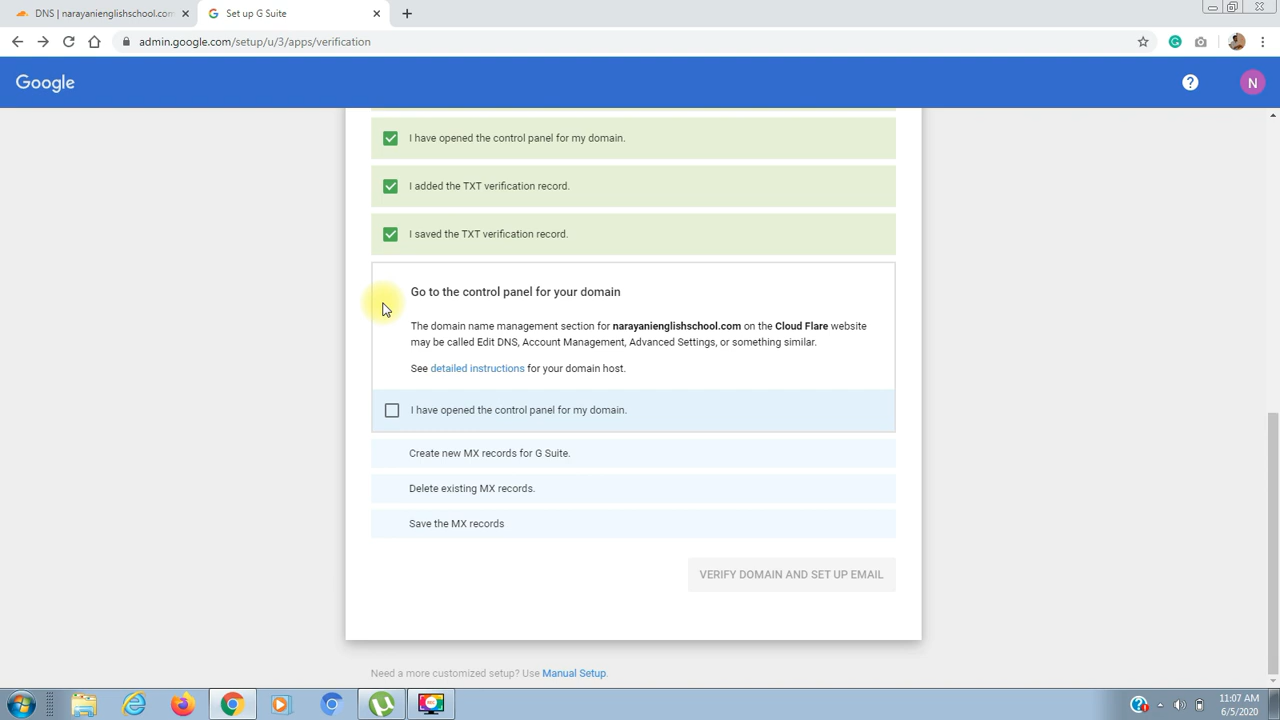 DNS | narayanienglishschool.com
Set up G Suite
admin.google.com/setup/u/3/apps/verification
Google
N
I have opened the control panel for my domain.
I added the TXT verification record.
I saved the TXT verification record.
Go to the control panel for your domain
The domain name management section for narayanienglishschool.com on the Cloud Flare website
may be called Edit DNS, Account Management, Advanced Settings, or something similar.
See detailed instructions for your domain host.
I have opened the control panel for my domain.
Create new MX records for G Suite.
Delete existing MX records.
Save the MX records
VERIFY DOMAIN AND SET UP EMAIL
Need a more customized setup? Use Manual Setup.
11:07 AM
6/5/2020